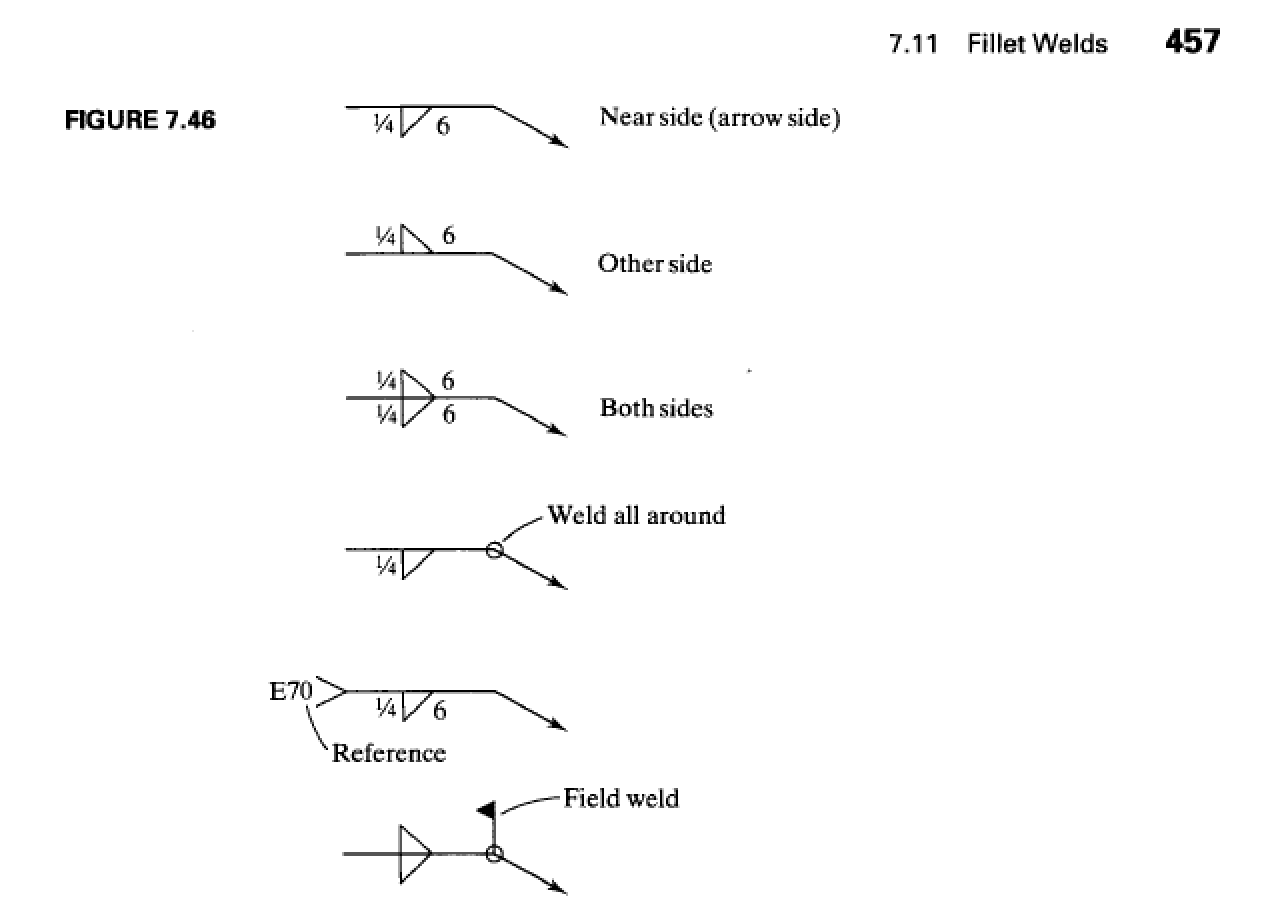 7.11 Fillet Welds 457
FIGURE 7.46
¼ 6 Near side (arrow side)
¼ 6
Other side
¼ 6
¼ 6 Both sides
Weld all around
¼
E70 ¼ 6
Reference
Field weld